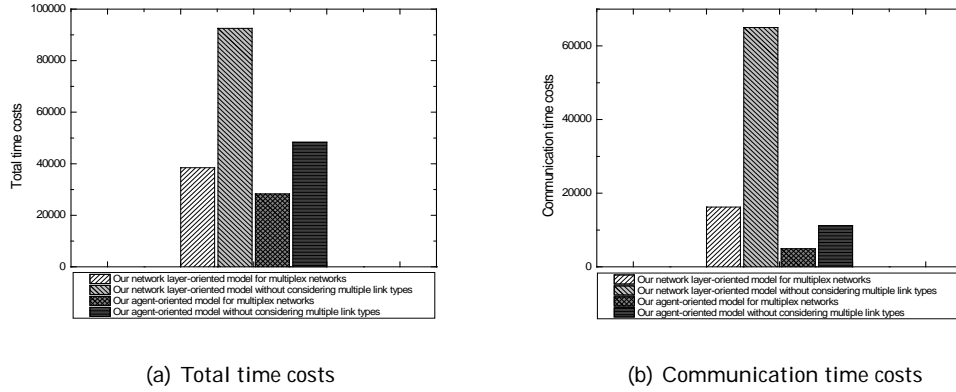 100000
80000
60000
40000
20000
0
Total time costs
Our network layer-oriented model for multiplex networks
Our network layer-oriented model without considering multiple link types
Our agent-oriented model for multiplex networks
Our agent-oriented model without considering multiple link types
(a) Total time costs
60000
40000
20000
0
Communication time costs
Our network layer-oriented model for multiplex networks
Our network layer-oriented model without considering multiple link types
Our agent-oriented model for multiplex networks
Our agent-oriented model without considering multiple link types
(b) Communication time costs